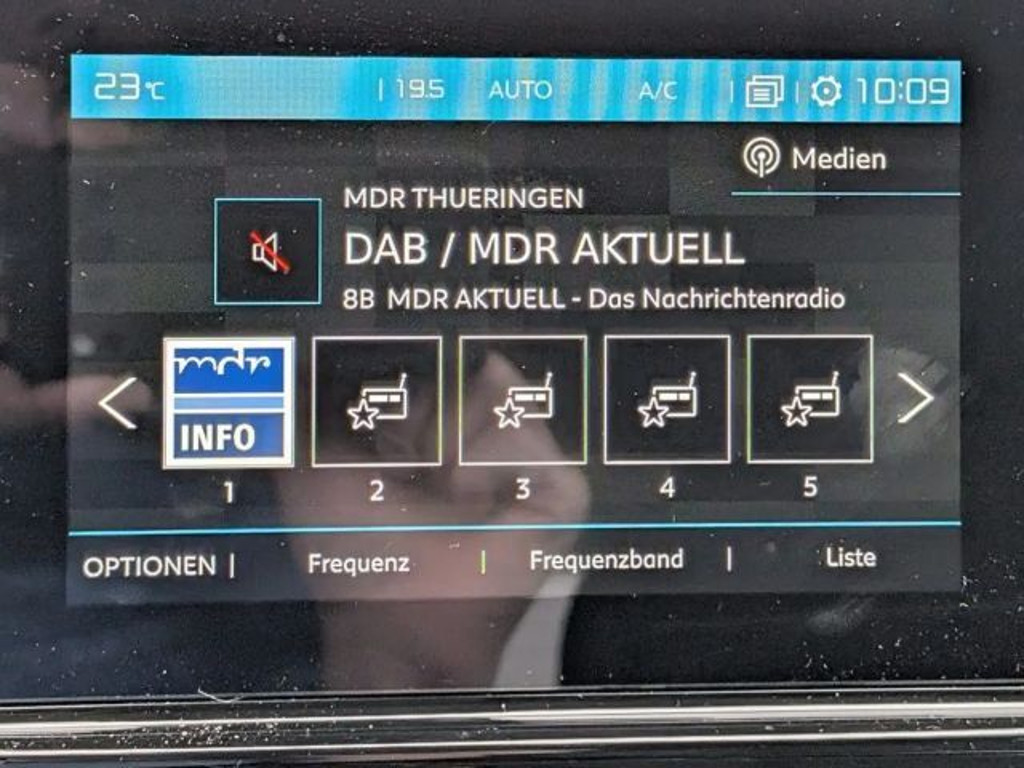 23°C | 19.5 AUTO A/C | | 10:09
Medien
MDR THUERINGEN
DAB / MDR AKTUELL
8B MDR AKTUELL - Das Nachrichtenradio
mdr
INFO
1 2 3 4 5
OPTIONEN | Frequenz | Frequenzband | Liste